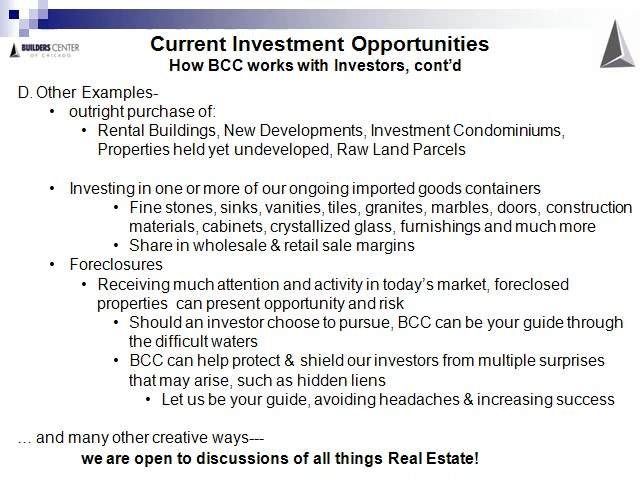 BUILDERS CENTER
OF CHICAGO
Current Investment Opportunities
How BCC works with Investors, cont'd
D. Other Examples-
• outright purchase of:
• Rental Buildings, New Developments, Investment Condominiums,
Properties held yet undeveloped, Raw Land Parcels
• Investing in one or more of our ongoing imported goods containers
• Fine stones, sinks, vanities, tiles, granites, marbles, doors, construction
materials, cabinets, crystallized glass, furnishings and much more
• Share in wholesale & retail sale margins
• Foreclosures
• Receiving much attention and activity in today's market, foreclosed
properties can present opportunity and risk
• Should an investor choose to pursue, BCC can be your guide through
the difficult waters
• BCC can help protect & shield our investors from multiple surprises
that may arise, such as hidden liens
• Let us be your guide, avoiding headaches & increasing success
… and many other creative ways---
we are open to discussions of all things Real Estate!